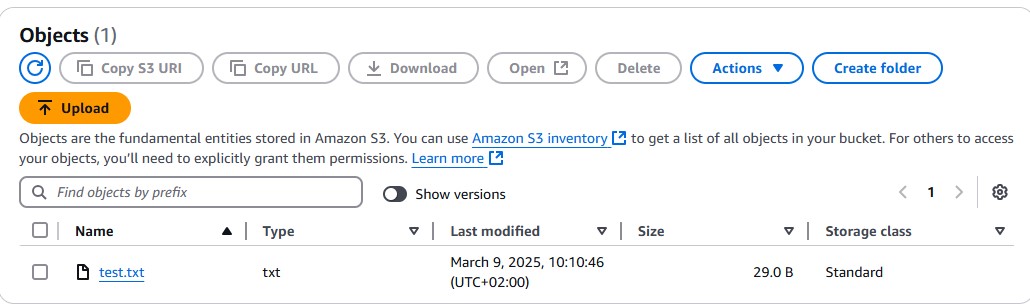 Objects (1)
Copy S3 URI Copy URL Download Open Delete Actions Create folder
Upload
Objects are the fundamental entities stored in Amazon S3. You can use Amazon S3 inventory to get a list of all objects in your bucket. For others to access
your objects, you'll need to explicitly grant them permissions. Learn more
Find objects by prefix Show versions 1
Name Type Last modified Size Storage class
test.txt txt March 9, 2025, 10:10:46 29.0 B Standard
(UTC+02:00)